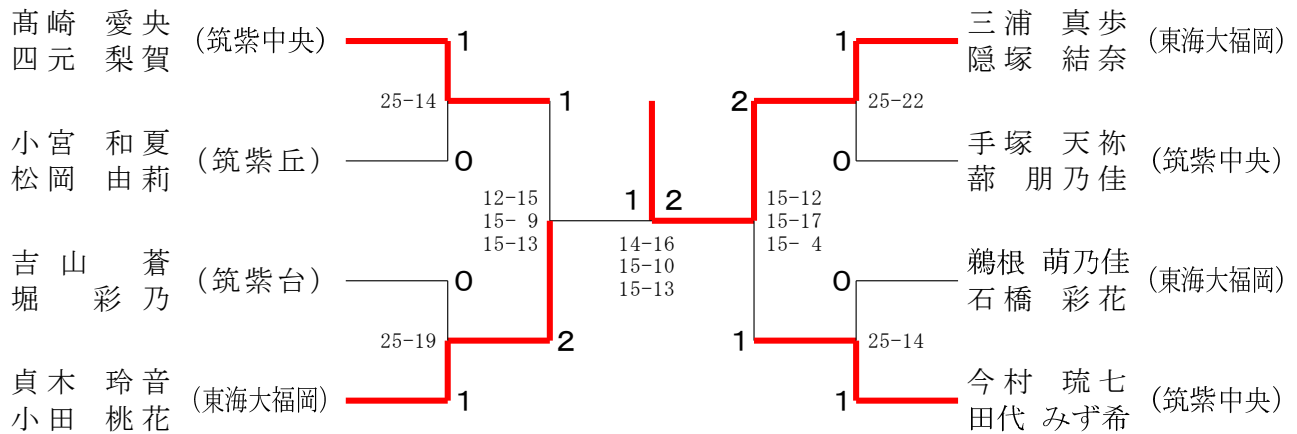 髙崎 愛央
四元 梨賀
(筑紫中央)
1
25-14
小宮 和夏
松岡 由莉
(筑紫丘)
0
1
12-15
15- 9
15-13
吉山 蒼
堀 彩乃
(筑紫台)
0
25-19
2
貞木 玲音
小田 桃花
(東海大福岡)
1
1 2
14-16
15-10
15-13
三浦 真歩
隠塚 結奈
(東海大福岡)
1
25-22
手塚 天祢
蔀 朋乃佳
(筑紫中央)
0
2
15-12
15-17
15- 4
鵜根 萌乃佳
石橋 彩花
(東海大福岡)
0
25-14
1
今村 琉七
田代 みず希
(筑紫中央)
1